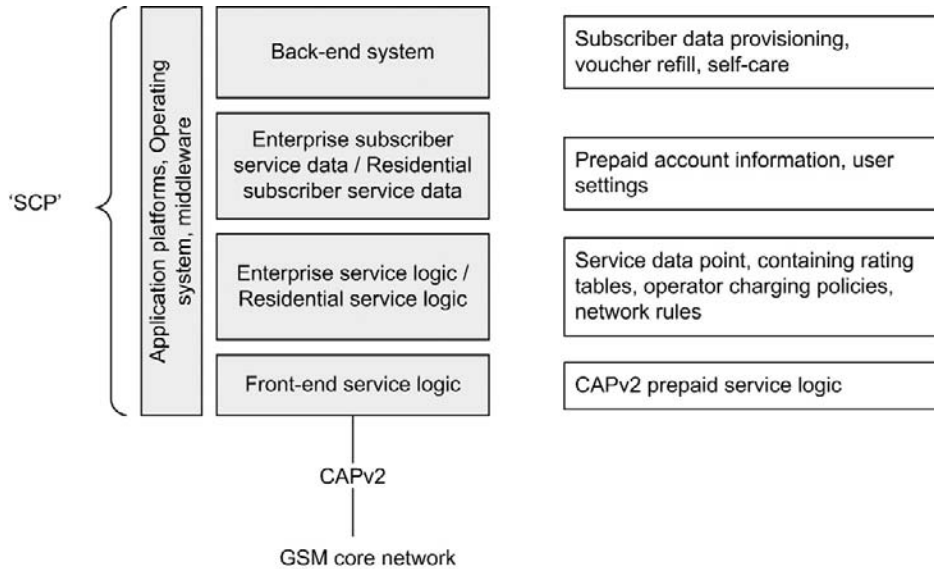 Back-end system
Subscriber data provisioning,
voucher refill, self-care
'SCP'
Application platforms, Operating
system, middleware
Enterprise subscriber
service data / Residential
subscriber service data
Prepaid account information, user
settings
Enterprise service logic /
Residential service logic
Service data point, containing rating
tables, operator charging policies,
network rules
Front-end service logic
CAPv2 prepaid service logic
CAPv2
GSM core network